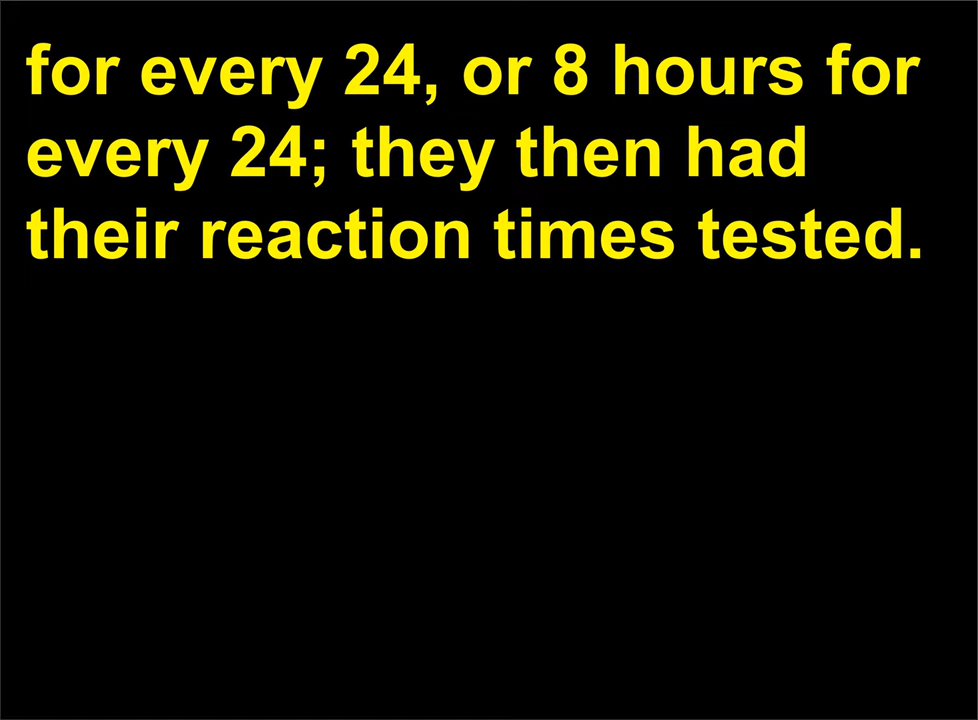 for every 24, or 8 hours for
every 24; they then had
their reaction times tested.